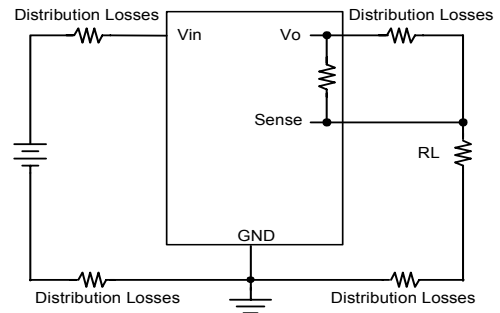 Distribution Losses
Distribution Losses
Vin
Vo
Sense
RL
GND
Distribution Losses
Distribution Losses